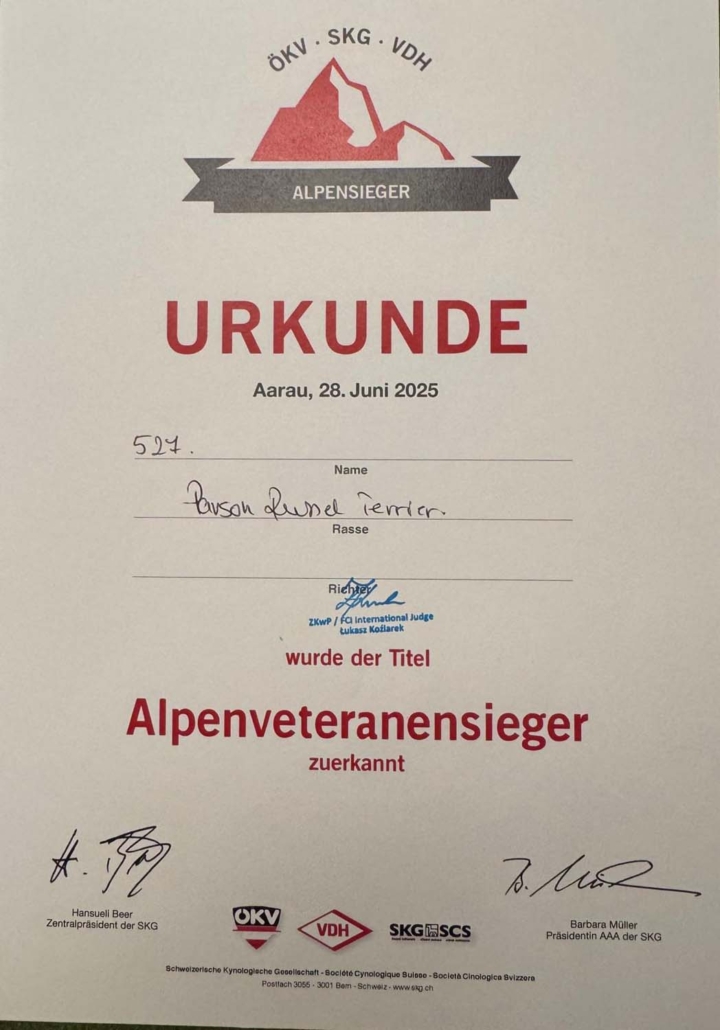 ÖKV · SKG · VDH
ALPENSIEGER
URKUNDE
Aarau, 28. Juni 2025
527.
Name
Parson Russel Terrier.
Rasse
Richter
ZKwP / FCI International Judge
Łukasz Koźlarek
wurde der Titel
Alpenveteranensieger
zuerkannt
Hansueli Beer
Zentralpräsident der SKG
ÖKV
VDH
SKG SCS
Barbara Müller
Präsidentin AAA der SKG
Schweizerische Kynologische Gesellschaft - Société Cynologique Suisse - Società Cinologica Svizzera
Postfach 3055 - 3001 Bern - Schweiz - www.skg.ch